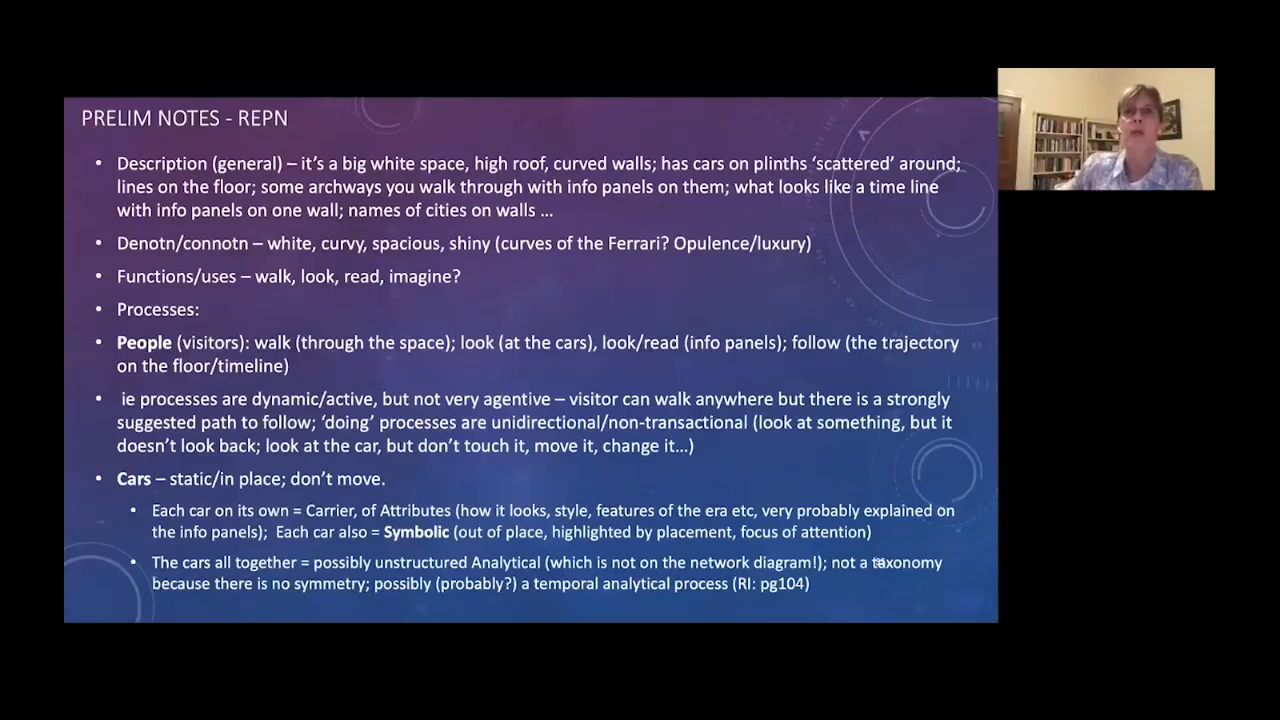 PRELIM NOTES - REPN
• Description (general) – it's a big white space, high roof, curved walls; has cars on plinths 'scattered' around;
lines on the floor; some archways you walk through with info panels on them; what looks like a time line
with info panels on one wall; names of cities on walls …
• Denotn/connotn – white, curvy, spacious, shiny (curves of the Ferrari? Opulence/luxury)
• Functions/uses – walk, look, read, imagine?
• Processes:
• People (visitors): walk (through the space); look (at the cars), look/read (info panels); follow (the trajectory
on the floor/timeline)
• ie processes are dynamic/active, but not very agentive – visitor can walk anywhere but there is a strongly
suggested path to follow; 'doing' processes are unidirectional/non-transactional (look at something, but it
doesn't look back; look at the car, but don't touch it, move it, change it…)
• Cars – static/in place; don't move.
• Each car on its own = Carrier, of Attributes (how it looks, style, features of the era etc, very probably explained on
the info panels); Each car also = Symbolic (out of place, highlighted by placement, focus of attention)
• The cars all together = possibly unstructured Analytical (which is not on the network diagram!); not a taxonomy
because there is no symmetry; possibly (probably?) a temporal analytical process (RI: pg104)